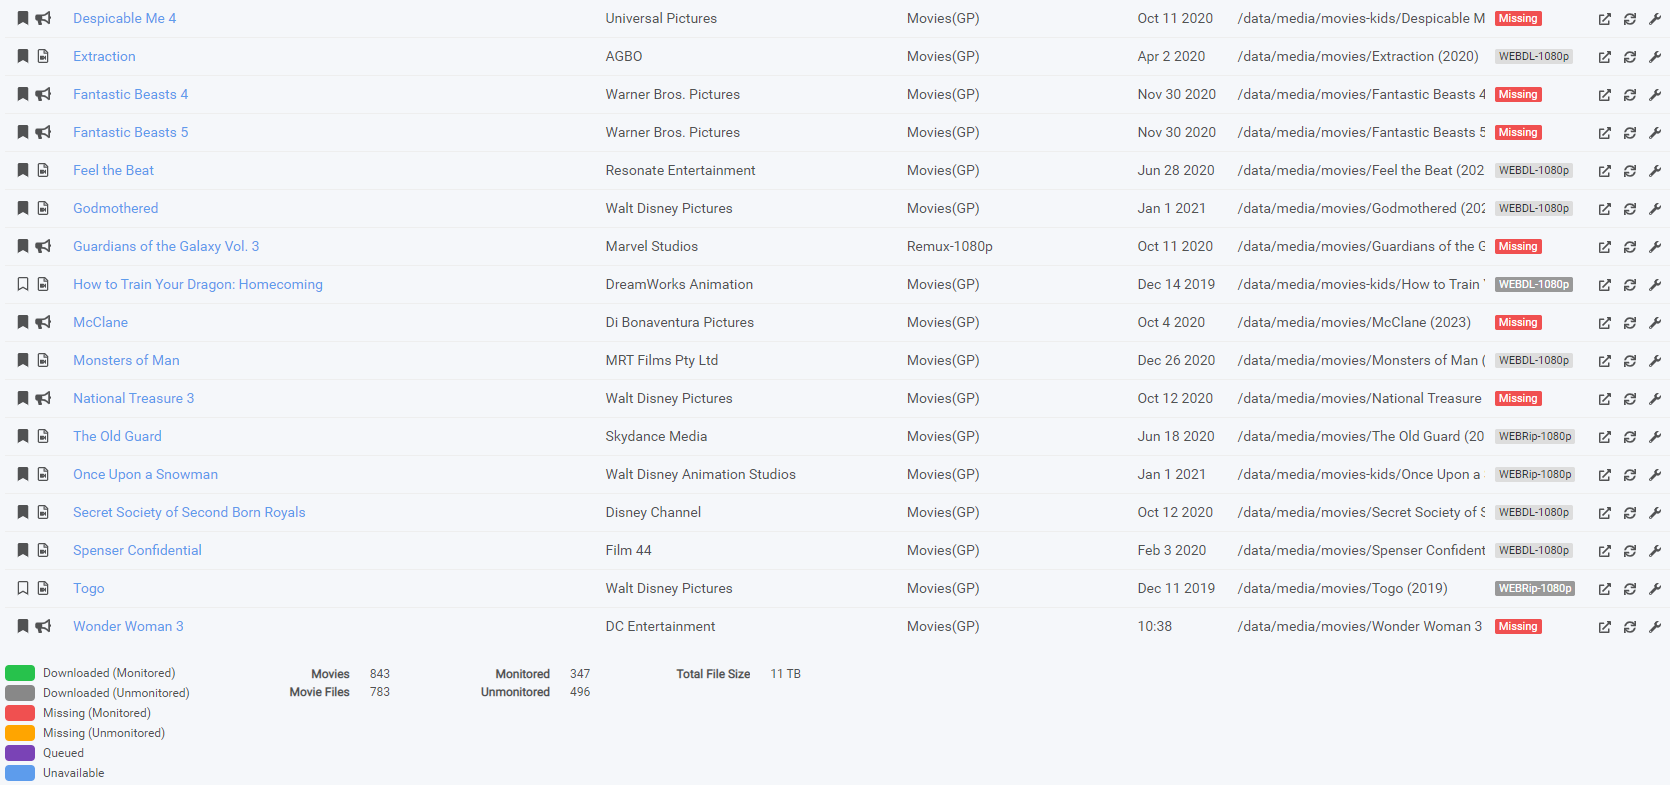 Despicable Me 4 Universal Pictures Movies(GP) Oct 11 2020 /data/media/movies-kids/Despicable M Missing
Extraction AGBO Movies(GP) Apr 2 2020 /data/media/movies/Extraction (2020) WEBDL-1080p
Fantastic Beasts 4 Warner Bros. Pictures Movies(GP) Nov 30 2020 /data/media/movies/Fantastic Beasts 4 Missing
Fantastic Beasts 5 Warner Bros. Pictures Movies(GP) Nov 30 2020 /data/media/movies/Fantastic Beasts 5 Missing
Feel the Beat Resonate Entertainment Movies(GP) Jun 28 2020 /data/media/movies/Feel the Beat (202 WEBDL-1080p
Godmothered Walt Disney Pictures Movies(GP) Jan 1 2021 /data/media/movies/Godmothered (202 WEBDL-1080p
Guardians of the Galaxy Vol. 3 Marvel Studios Remux-1080p Oct 11 2020 /data/media/movies/Guardians of the G Missing
How to Train Your Dragon: Homecoming DreamWorks Animation Movies(GP) Dec 14 2019 /data/media/movies-kids/How to Train WEBDL-1080p
McClane Di Bonaventura Pictures Movies(GP) Oct 4 2020 /data/media/movies/McClane (2023) Missing
Monsters of Man MRT Films Pty Ltd Movies(GP) Dec 26 2020 /data/media/movies/Monsters of Man ( WEBDL-1080p
National Treasure 3 Walt Disney Pictures Movies(GP) Oct 12 2020 /data/media/movies/National Treasure Missing
The Old Guard Skydance Media Movies(GP) Jun 18 2020 /data/media/movies/The Old Guard (20 WEBRip-1080p
Once Upon a Snowman Walt Disney Animation Studios Movies(GP) Jan 1 2021 /data/media/movies-kids/Once Upon a WEBRip-1080p
Secret Society of Second Born Royals Disney Channel Movies(GP) Oct 12 2020 /data/media/movies/Secret Society of S WEBDL-1080p
Spenser Confidential Film 44 Movies(GP) Feb 3 2020 /data/media/movies/Spenser Confident WEBDL-1080p
Togo Walt Disney Pictures Movies(GP) Dec 11 2019 /data/media/movies/Togo (2019) WEBRip-1080p
Wonder Woman 3 DC Entertainment Movies(GP) 10:38 /data/media/movies/Wonder Woman 3 Missing
Downloaded (Monitored) Movies 843 Monitored 347 Total File Size 11 TB
Downloaded (Unmonitored) Movie Files 783 Unmonitored 496
Missing (Monitored)
Missing (Unmonitored)
Queued
Unavailable